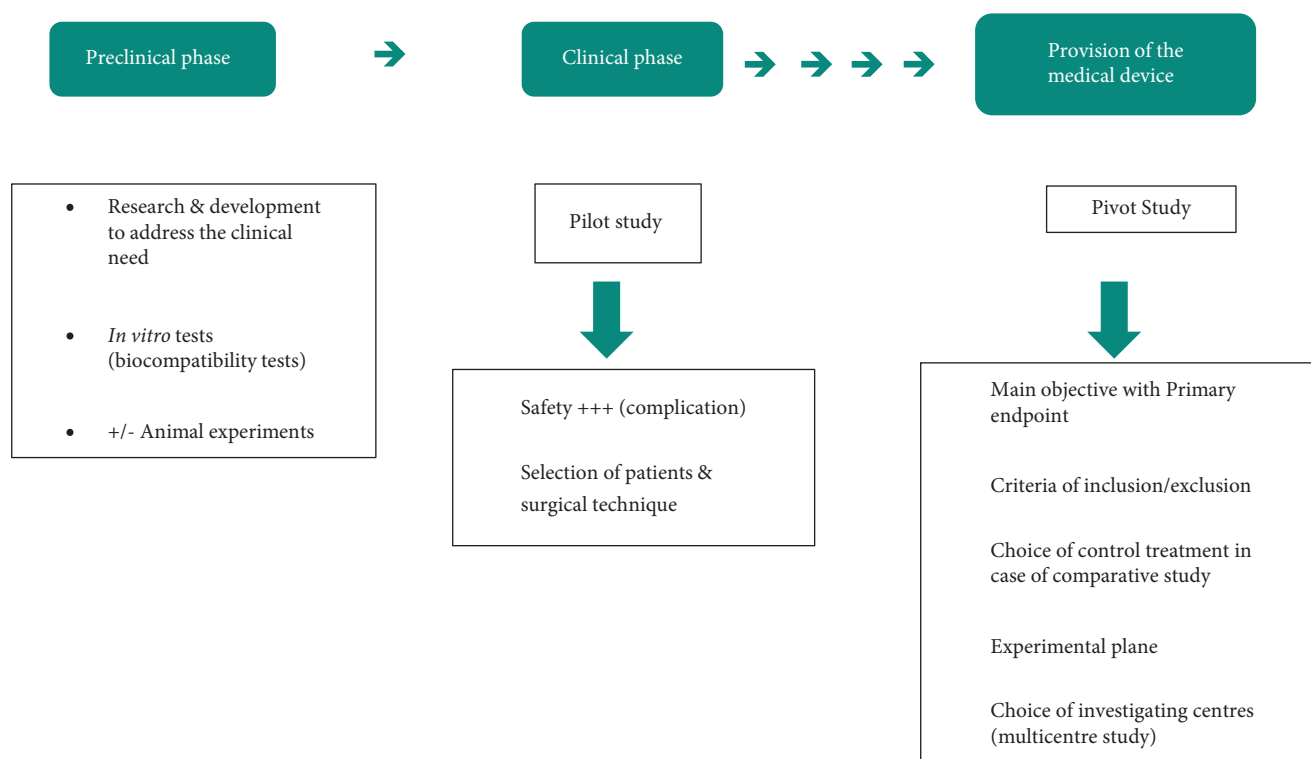 Preclinical phase
Clinical phase
Provision of the
medical device
• Research & development
to address the clinical
need
• In vitro tests
(biocompatibility tests)
• +/- Animal experiments
Pilot study
Safety +++ (complication)
Selection of patients &
surgical technique
Pivot Study
Main objective with Primary
endpoint
Criteria of inclusion/exclusion
Choice of control treatment in
case of comparative study
Experimental plane
Choice of investigating centres
(multicentre study)